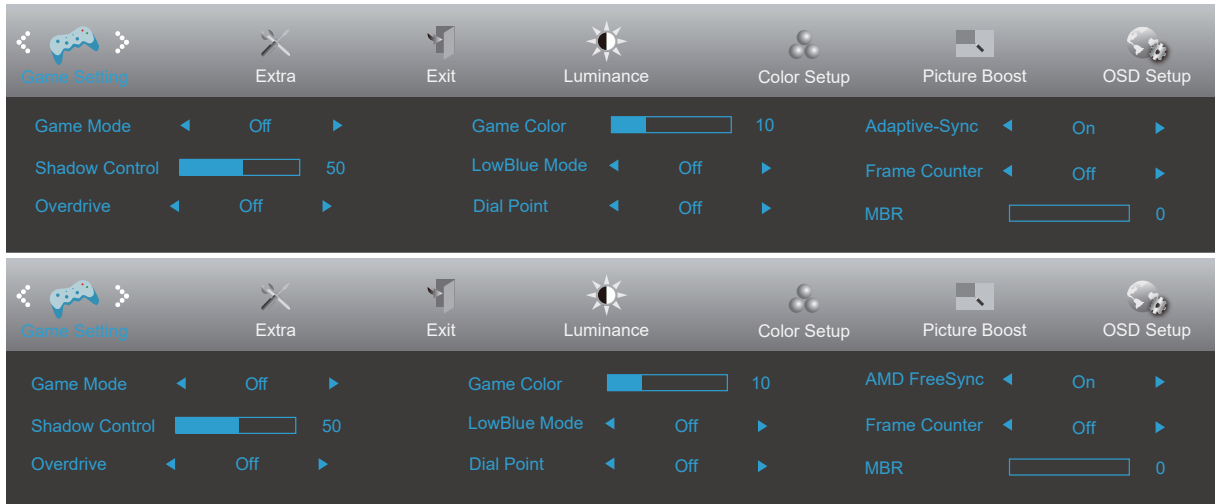 Game Setting Extra Exit Luminance Color Setup Picture Boost OSD Setup
Game Mode Off Game Color 10 Adaptive-Sync On
Shadow Control 50 LowBlue Mode Off Frame Counter Off
Overdrive Off Dial Point Off MBR 0
Game Setting Extra Exit Luminance Color Setup Picture Boost OSD Setup
Game Mode Off Game Color 10 AMD FreeSync On
Shadow Control 50 LowBlue Mode Off Frame Counter Off
Overdrive Off Dial Point Off MBR 0